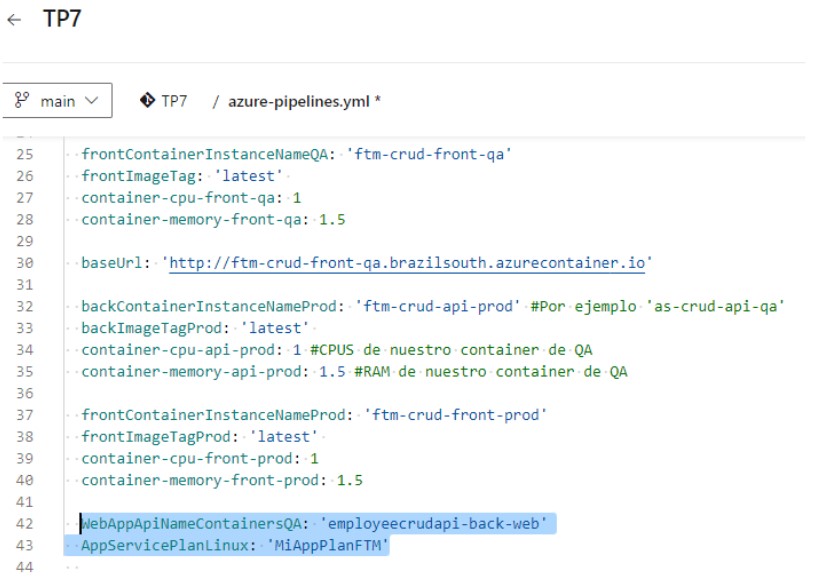 ← TP7
main TP7 / azure-pipelines.yml *
25 frontContainerInstanceNameQA: 'ftm-crud-front-qa'
26 frontImageTag: 'latest'
27 container-cpu-front-qa: 1
28 container-memory-front-qa: 1.5
29
30 baseUrl: 'http://ftm-crud-front-qa.brazilsouth.azurecontainer.io'
31
32 backContainerInstanceNameProd: 'ftm-crud-api-prod' #Por ejemplo 'as-crud-api-qa'
33 backImageTagProd: 'latest'
34 container-cpu-api-prod: 1 #CPUS de nuestro container de QA
35 container-memory-api-prod: 1.5 #RAM de nuestro container de QA
36
37 frontContainerInstanceNameProd: 'ftm-crud-front-prod'
38 frontImageTagProd: 'latest'
39 container-cpu-front-prod: 1
40 container-memory-front-prod: 1.5
41
42 WebAppApiNameContainersQA: 'employeecrudapi-back-web'
43 AppServicePlanLinux: 'MiAppPlanFTM'
44